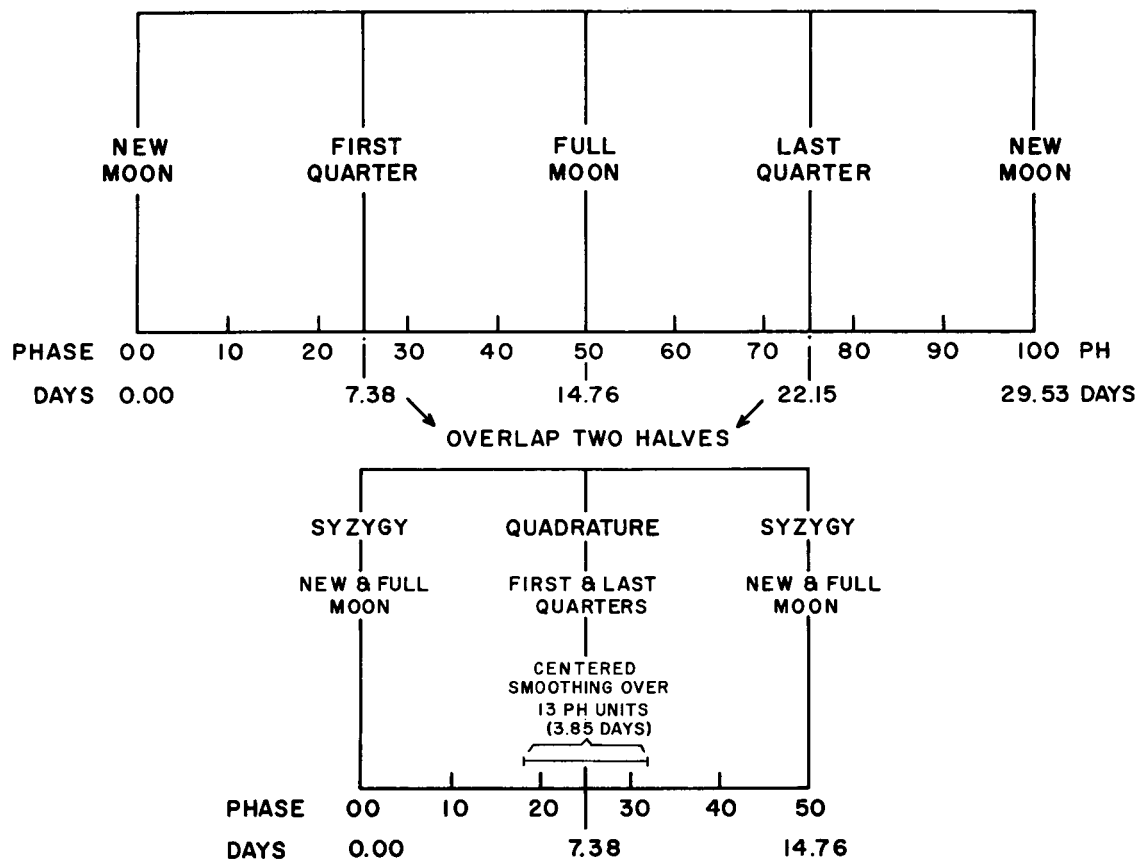 NEW MOON
FIRST QUARTER
FULL MOON
LAST QUARTER
NEW MOON
PHASE 00 10 20 30 40 50 60 70 80 90 100 PH
DAYS 0.00 7.38 14.76 22.15 29.53 DAYS
OVERLAP TWO HALVES
SYZYGY QUADRATURE SYZYGY
NEW & FULL MOON
FIRST & LAST QUARTERS
NEW & FULL MOON
CENTERED
SMOOTHING OVER
13 PH UNITS
(3.85 DAYS)
PHASE 00 10 20 30 40 50
DAYS 0.00 7.38 14.76